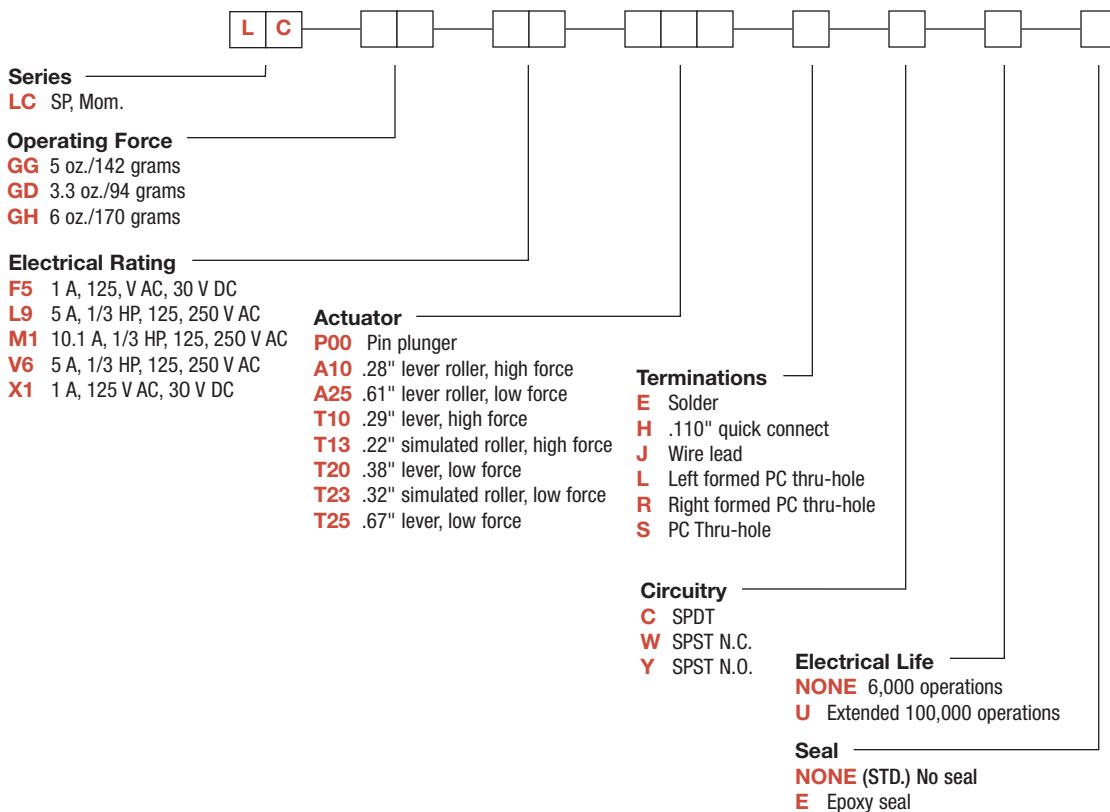 L C
Series
LC SP, Mom.
Operating Force
GG 5 oz./142 grams
GD 3.3 oz./94 grams
GH 6 oz./170 grams
Electrical Rating
F5 1 A, 125, V AC, 30 V DC
L9 5 A, 1/3 HP, 125, 250 V AC
M1 10.1 A, 1/3 HP, 125, 250 V AC
V6 5 A, 1/3 HP, 125, 250 V AC
X1 1 A, 125 V AC, 30 V DC
Actuator
P00 Pin plunger
A10 .28" lever roller, high force
A25 .61" lever roller, low force
T10 .29" lever, high force
T13 .22" simulated roller, high force
T20 .38" lever, low force
T23 .32" simulated roller, low force
T25 .67" lever, low force
Terminations
E Solder
H .110" quick connect
J Wire lead
L Left formed PC thru-hole
R Right formed PC thru-hole
S PC Thru-hole
Circuitry
C SPDT
W SPST N.C.
Y SPST N.O.
Electrical Life
NONE 6,000 operations
U Extended 100,000 operations
Seal
NONE (STD.) No seal
E Epoxy seal